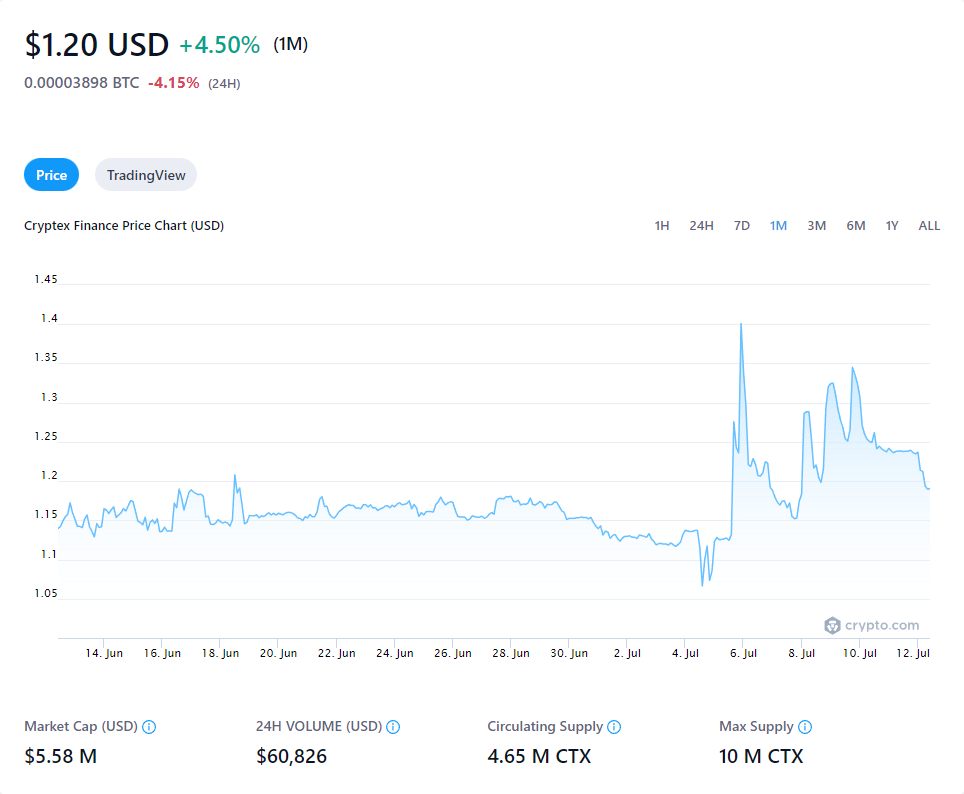 $1.20 USD +4.50% (1M)
0.00003898 BTC -4.15% (24H)
Price TradingView
Cryptex Finance Price Chart (USD) 1H 24H 7D 1M 3M 6M 1Y ALL
1.45
1.4
1.35
1.3
1.25
1.2
1.15
1.1
1.05
crypto.com
14. Jun 16. Jun 18. Jun 20. Jun 22. Jun 24. Jun 26. Jun 28. Jun 30. Jun 2. Jul 4. Jul 6. Jul 8. Jul 10. Jul 12. Jul
Market Cap (USD) 24H VOLUME (USD) Circulating Supply Max Supply
$5.58 M $60,826 4.65 M CTX 10 M CTX